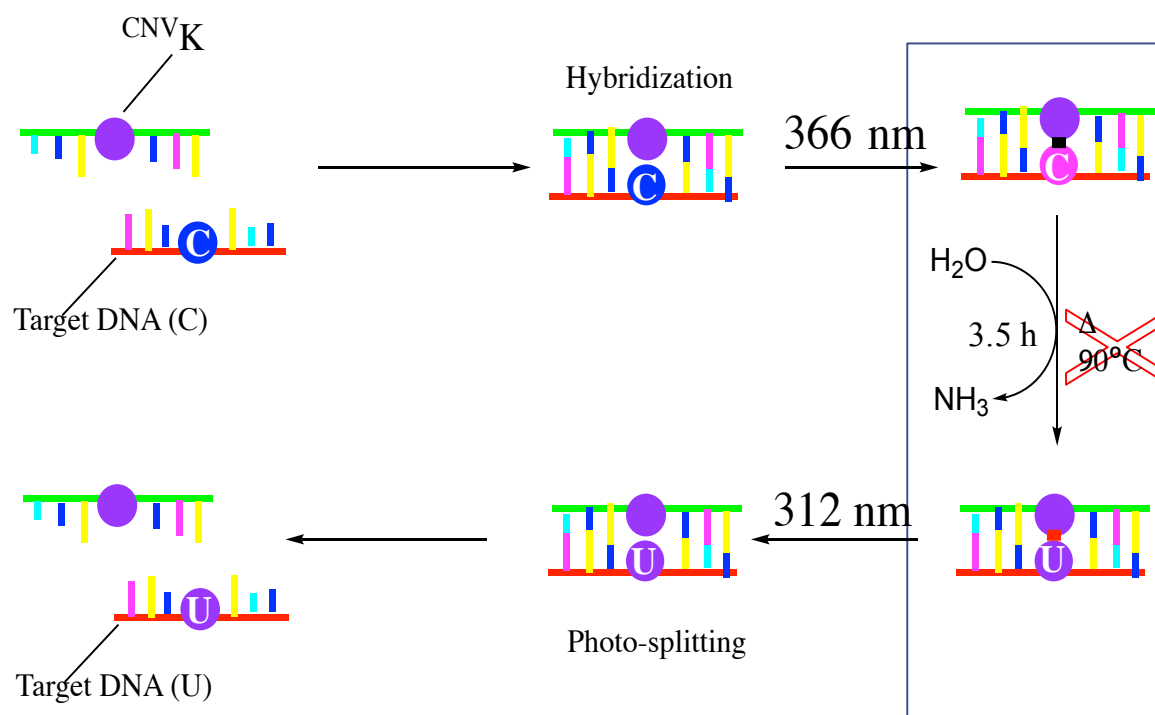 CNVK
Hybridization
366 nm
C
C
C
Target DNA (C)
H₂O
3.5 h
Δ
90°C
NH₃
312 nm
U
U
U
Photo-splitting
Target DNA (U)